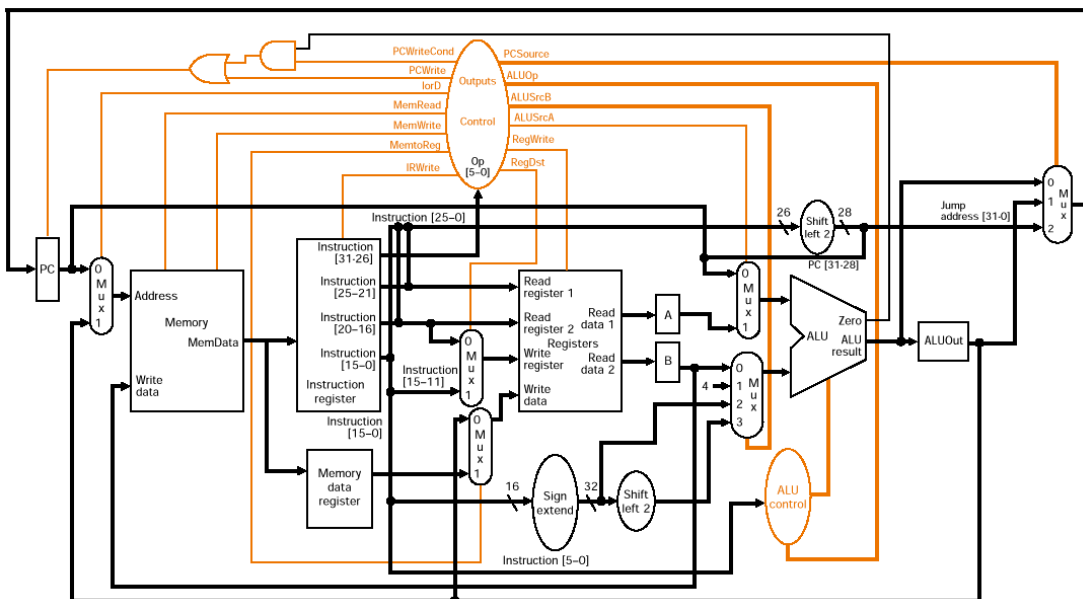 PCWriteCond
PCSource
PCWrite
ALUOp
IorD
Outputs
ALUSrcB
MemRead
ALUSrcA
MemWrite
Control
RegWrite
MemtoReg
RegDst
IRWrite
Op
[5–0]
Instruction [25–0]
26
28
Shift
left 2
Jump
address [31-0]
PC [31-28]
0
1
2
M
u
x
PC
0
M
u
x
1
Address
Memory
MemData
Write
data
Instruction
[31-26]
Instruction
[25–21]
Instruction
[20–16]
Instruction
[15–0]
Instruction
register
Instruction
[15–11]
Instruction
[15–0]
0
M
u
x
1
0
M
u
x
1
Read
register 1
Read
register 2
Registers
Write
register
Write
data
Read
data 1
Read
data 2
A
B
4
0
M
u
x
1
0
1
2
3
M
u
x
Zero
ALU
ALU
result
ALUOut
Memory
data
register
16
Sign
extend
32
Shift
left 2
ALU
control
Instruction [5–0]